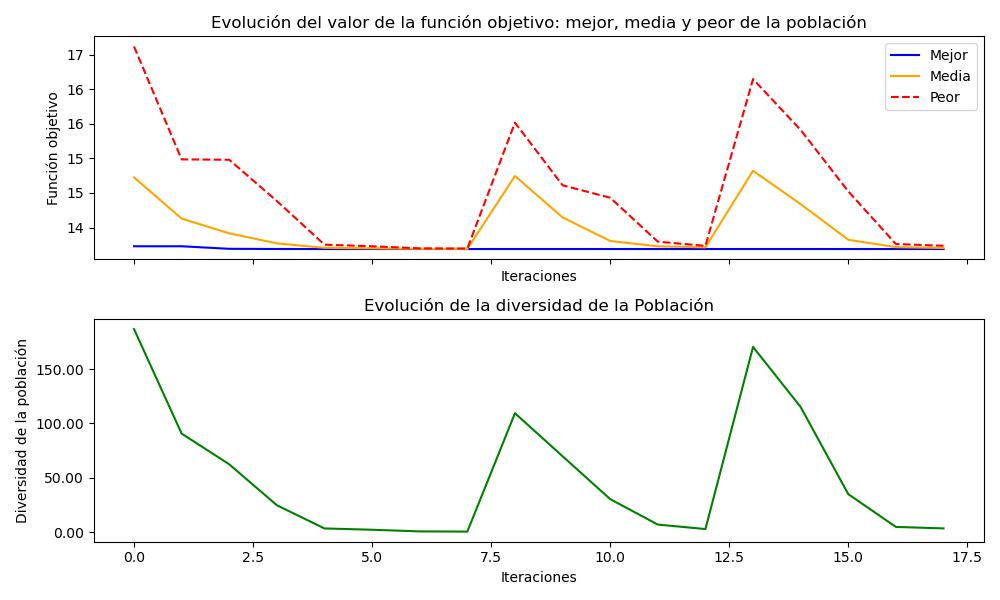 Evolución del valor de la función objetivo: mejor, media y peor de la población
17
16
16
15
15
14
Función objetivo
Mejor
Media
Peor
Iteraciones
Evolución de la diversidad de la Población
150.00
100.00
50.00
0.00
Diversidad de la población
0.0 2.5 5.0 7.5 10.0 12.5 15.0 17.5
Iteraciones